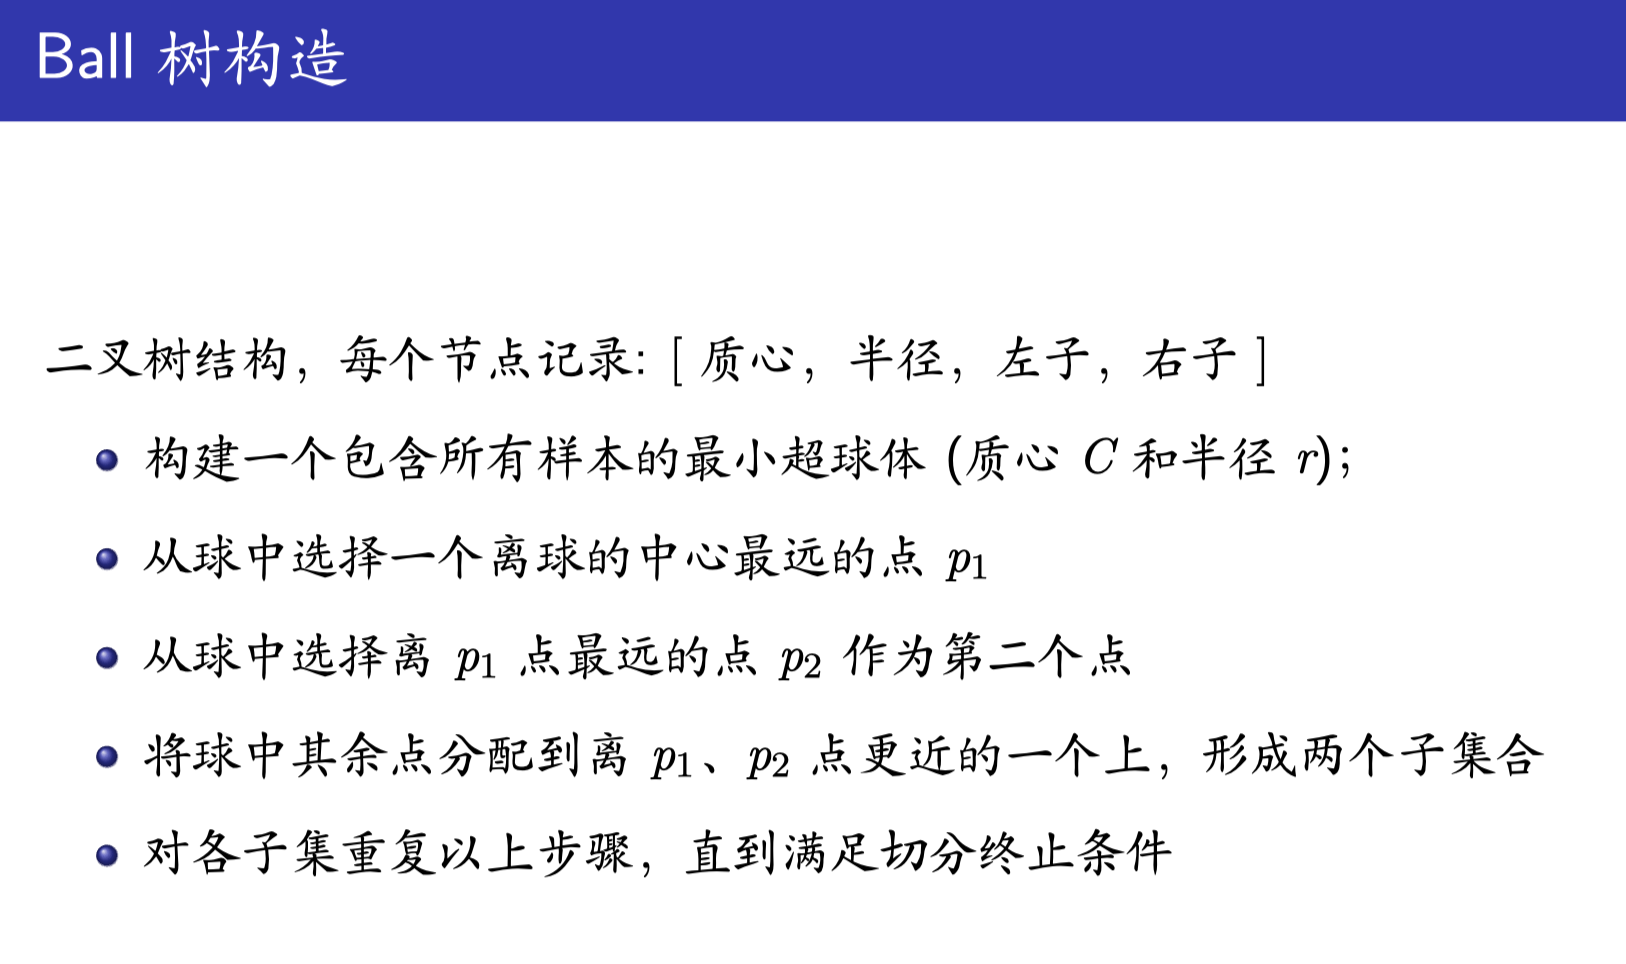 Ball 树构造
二叉树结构，每个节点记录: [ 质心，半径，左子，右子 ]
构建一个包含所有样本的最小超球体 (质心 C 和半径 r)；
从球中选择一个离球的中心最远的点 p₁
从球中选择离 p₁ 点最远的点 p₂ 作为第二个点
将球中其余点分配到离 p₁、p₂ 点更近的一个上，形成两个子集合
对各子集重复以上步骤，直到满足切分终止条件